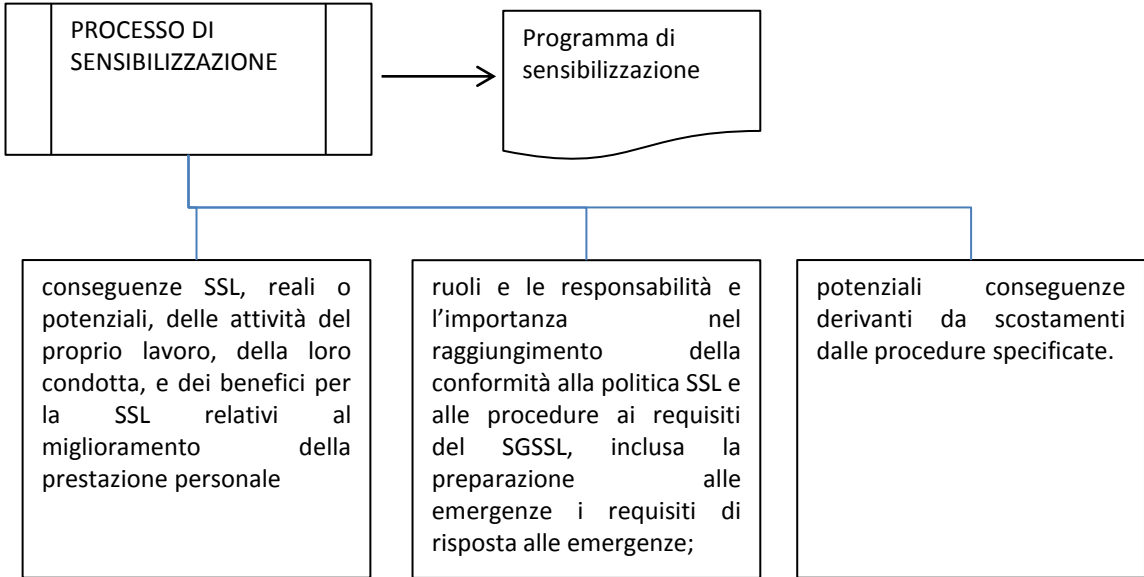 PROCESSO DI
SENSIBILIZZAZIONE
Programma di
sensibilizzazione
conseguenze SSL, reali o
potenziali, delle attività del
proprio lavoro, della loro
condotta, e dei benefici per
la SSL relativi al
miglioramento della
prestazione personale
ruoli e le responsabilità e
l’importanza nel
raggiungimento della
conformità alla politica SSL e
alle procedure ai requisiti
del SGSSL, inclusa la
preparazione alle
emergenze i requisiti di
risposta alle emergenze;
potenziali conseguenze
derivanti da scostamenti
dalle procedure specificate.